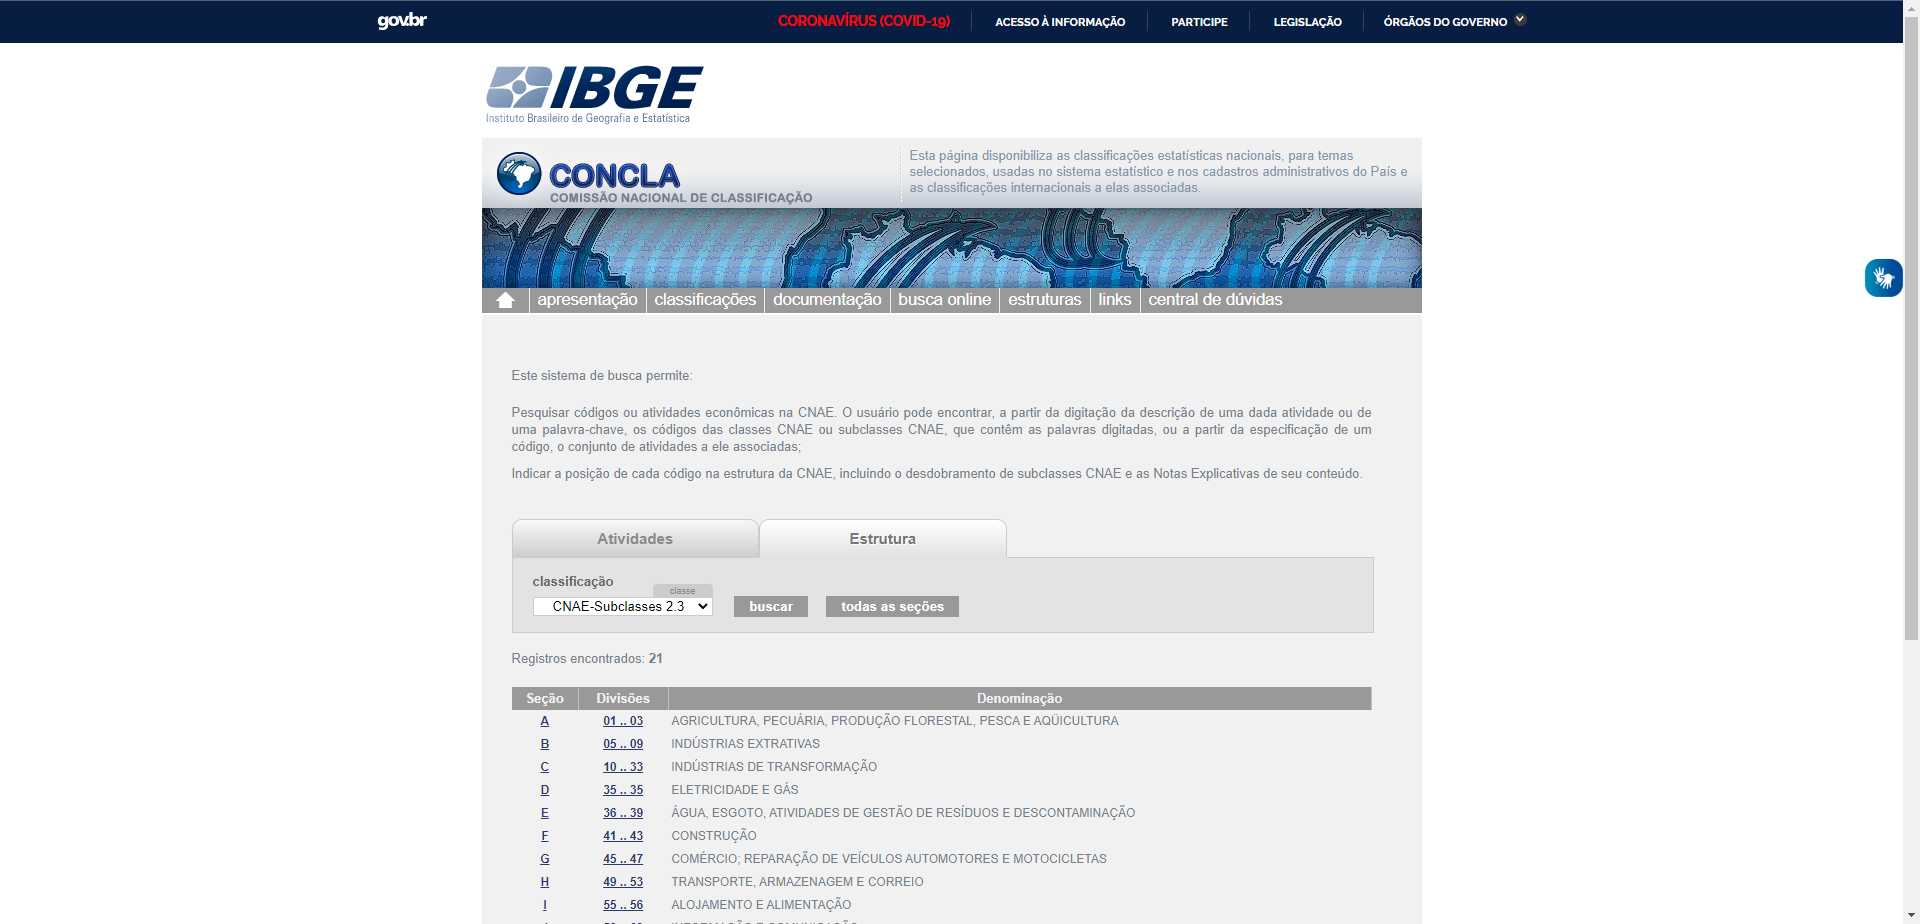 gov.br
CORONAVÍRUS (COVID-19)
ACESSO À INFORMAÇÃO
PARTICIPE
LEGISLAÇÃO
ÓRGÃOS DO GOVERNO
IBGE
Instituto Brasileiro de Geografia e Estatística
CONCLA
COMISSÃO NACIONAL DE CLASSIFICAÇÃO
Esta página disponibiliza as classificações estatísticas nacionais, para temas
selecionados, usadas no sistema estatístico e nos cadastros administrativos do País e
as classificações internacionais a elas associadas.
apresentação classificações documentação busca online estruturas links central de dúvidas
Este sistema de busca permite:
Pesquisar códigos ou atividades econômicas na CNAE. O usuário pode encontrar, a partir da digitação da descrição de uma dada atividade ou de
uma palavra-chave, os códigos das classes CNAE ou subclasses CNAE, que contêm as palavras digitadas, ou a partir da especificação de um
código, o conjunto de atividades a ele associadas;
Indicar a posição de cada código na estrutura da CNAE, incluindo o desdobramento de subclasses CNAE e as Notas Explicativas de seu conteúdo.
Atividades Estrutura
classificação
classe
CNAE-Subclasses 2.3 buscar todas as seções
Registros encontrados: 21
Seção Divisões Denominação
A 01 .. 03 AGRICULTURA, PECUÁRIA, PRODUÇÃO FLORESTAL, PESCA E AQÜICULTURA
B 05 .. 09 INDÚSTRIAS EXTRATIVAS
C 10 .. 33 INDÚSTRIAS DE TRANSFORMAÇÃO
D 35 .. 35 ELETRICIDADE E GÁS
E 36 .. 39 ÁGUA, ESGOTO, ATIVIDADES DE GESTÃO DE RESÍDUOS E DESCONTAMINAÇÃO
F 41 .. 43 CONSTRUÇÃO
G 45 .. 47 COMÉRCIO; REPARAÇÃO DE VEÍCULOS AUTOMOTORES E MOTOCICLETAS
H 49 .. 53 TRANSPORTE, ARMAZENAGEM E CORREIO
I 55 .. 56 ALOJAMENTO E ALIMENTAÇÃO